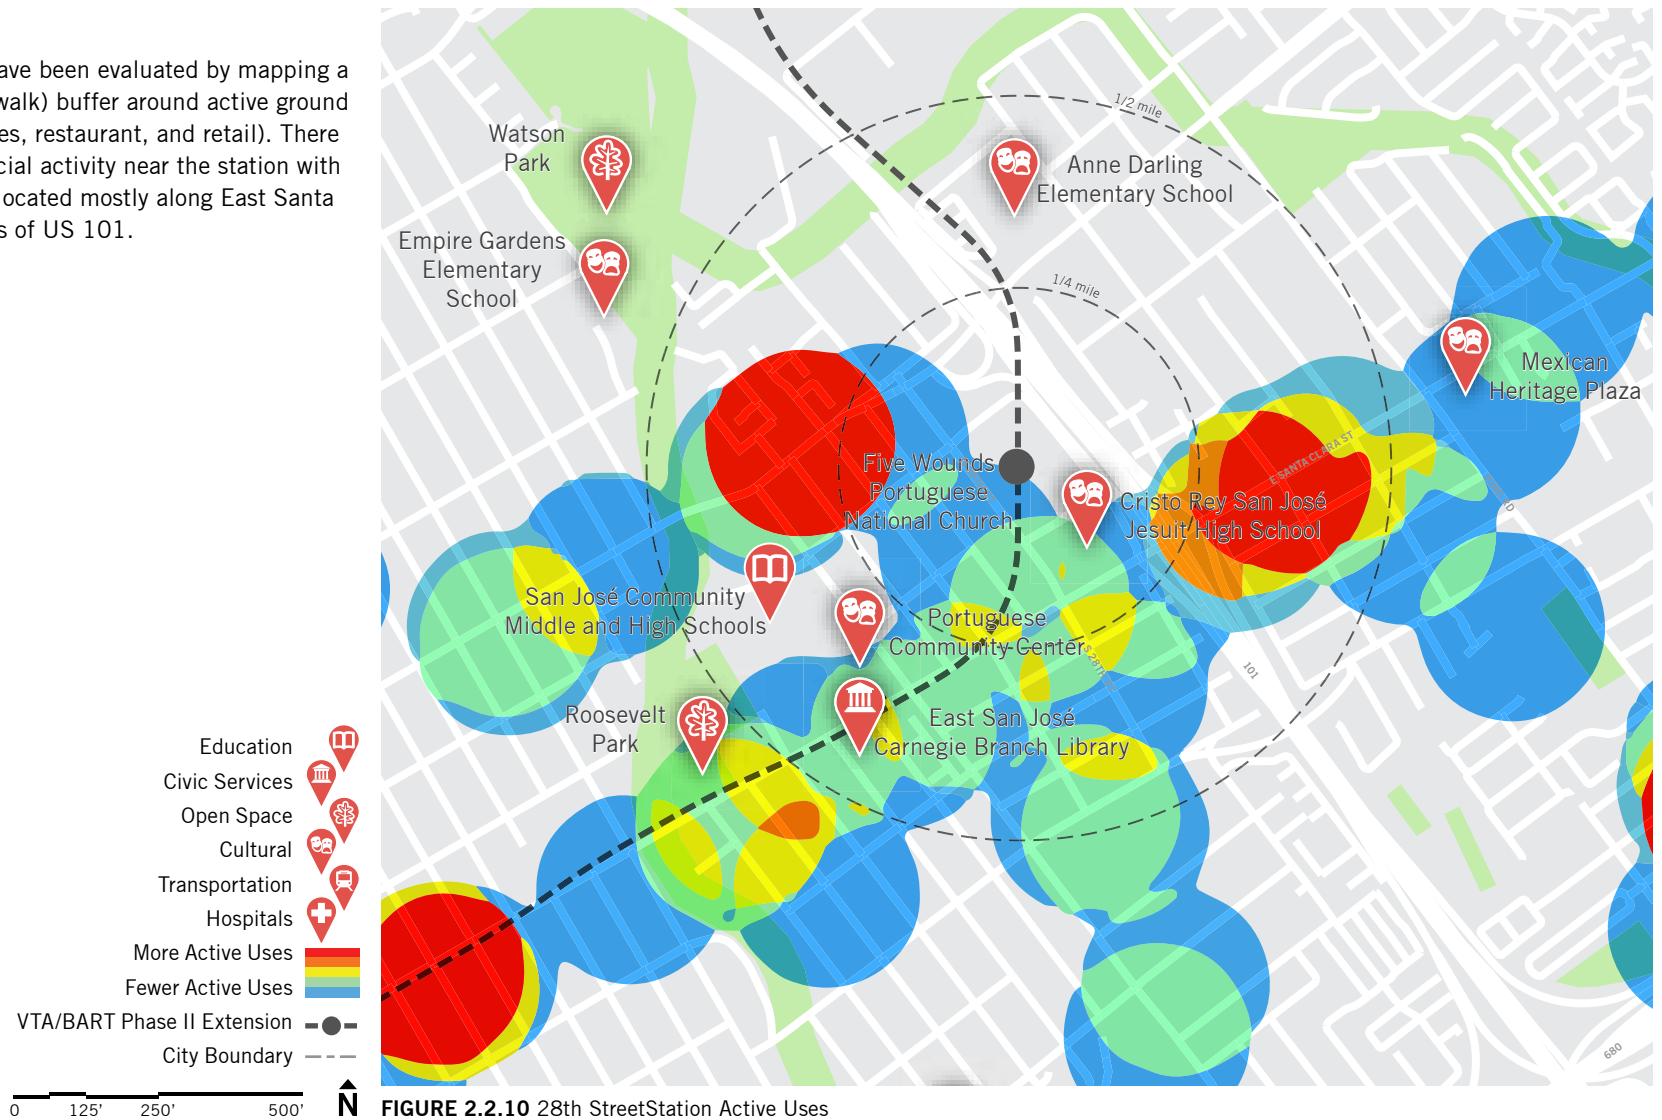 ave been evaluated by mapping a
walk) buffer around active ground
es, restaurant, and retail). There
cial activity near the station with
ocated mostly along East Santa
s of US 101.
1/2 mile
Watson
Park
Anne Darling
Elementary School
Empire Gardens
Elementary
School
1/4 mile
Mexican
Heritage Plaza
E SANTA CLARA ST
Five Wounds
Portuguese
National Church
Cristo Rey San José
Jesuit High School
San José Community
Middle and High Schools
Portuguese
Community Center
S 28TH ST
101
Roosevelt
Park
East San José
Carnegie Branch Library
Education
Civic Services
Open Space
Cultural
Transportation
Hospitals
More Active Uses
Fewer Active Uses
VTA/BART Phase II Extension
City Boundary
680
0 125’ 250’ 500’
N
FIGURE 2.2.10 28th StreetStation Active Uses